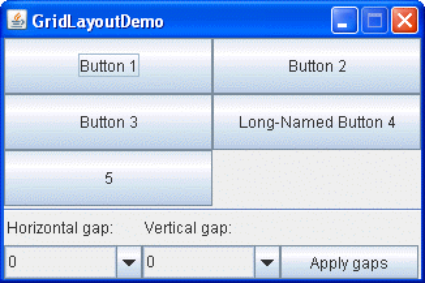 GridLayoutDemo
Button 1
Button 2
Button 3
Long-Named Button 4
5
Horizontal gap:
Vertical gap:
0
0
Apply gaps